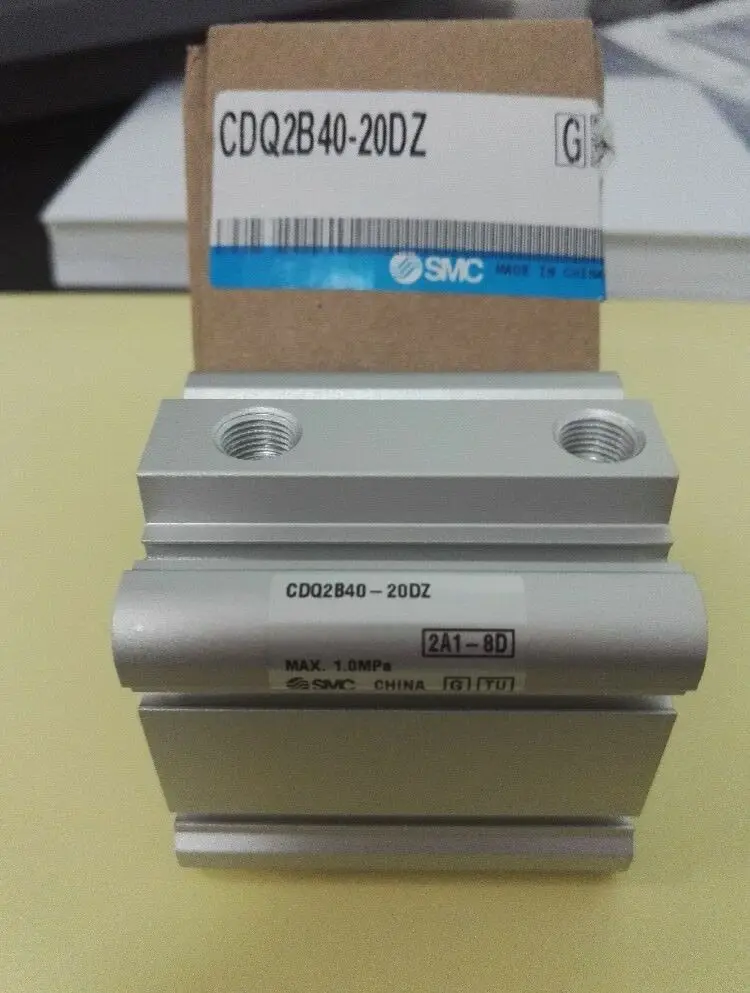 CDQ2B40-20DZ
G
SMC MADE IN CHINA
CDQ2B40-20DZ
2A1-8D
MAX. 1.0MPa
SMC CHINA G TU